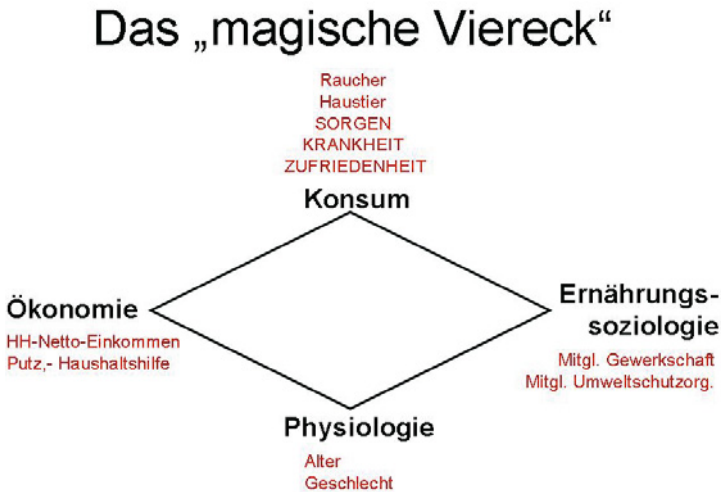 Das „magische Viereck“
Raucher
Haustier
SORGEN
KRANKHEIT
ZUFRIEDENHEIT
Konsum
Ökonomie
HH-Netto-Einkommen
Putz,- Haushaltshilfe
Ernährungs-
soziologie
Mitgl. Gewerkschaft
Mitgl. Umweltschutzorg.
Physiologie
Alter
Geschlecht